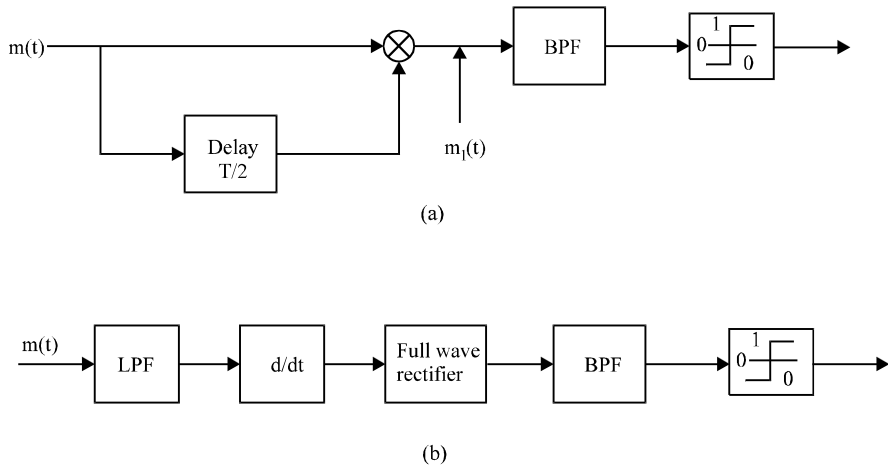 m(t)
BPF
1
0
0
Delay
T/2
m1(t)
(a)
m(t)
LPF
d/dt
Full wave
rectifier
BPF
1
0
0
(b)